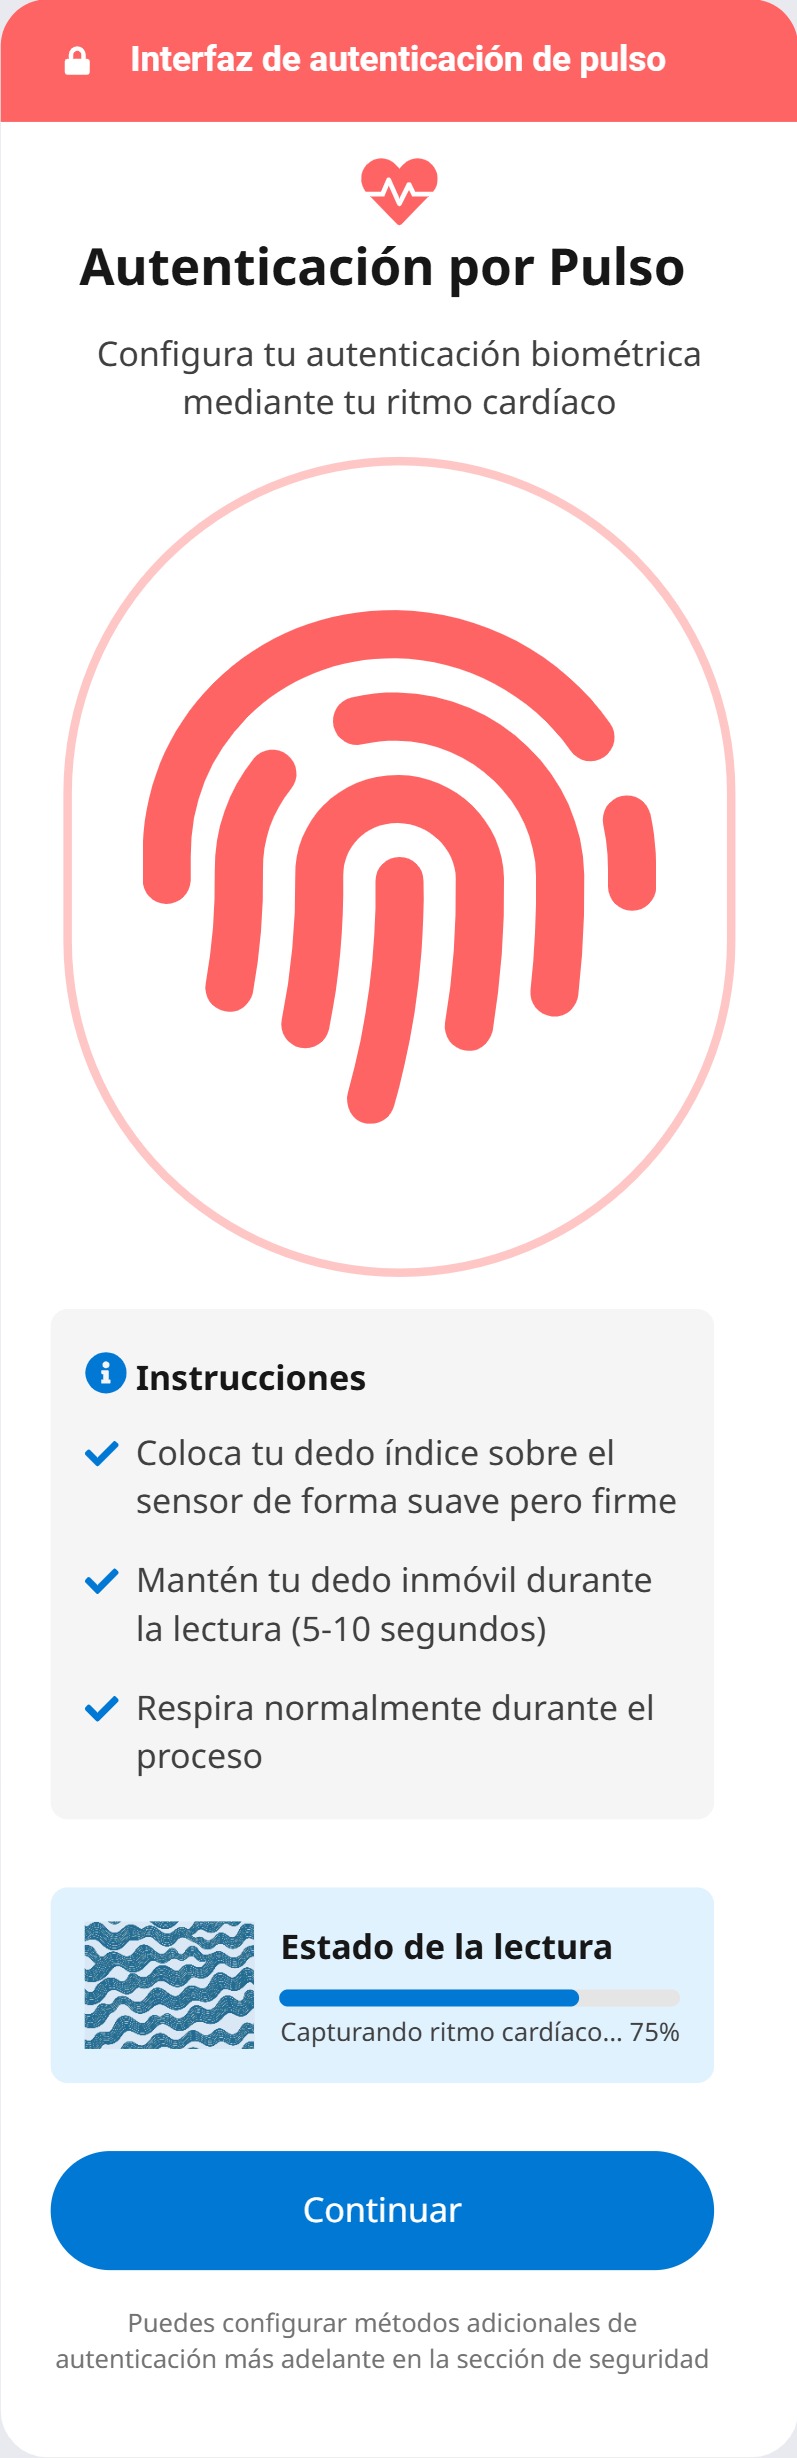 Interfaz de autenticación de pulso
Autenticación por Pulso
Configura tu autenticación biométrica
mediante tu ritmo cardíaco
Instrucciones
Coloca tu dedo índice sobre el
sensor de forma suave pero firme
Mantén tu dedo inmóvil durante
la lectura (5-10 segundos)
Respira normalmente durante el
proceso
Estado de la lectura
Capturando ritmo cardíaco... 75%
Continuar
Puedes configurar métodos adicionales de
autenticación más adelante en la sección de seguridad